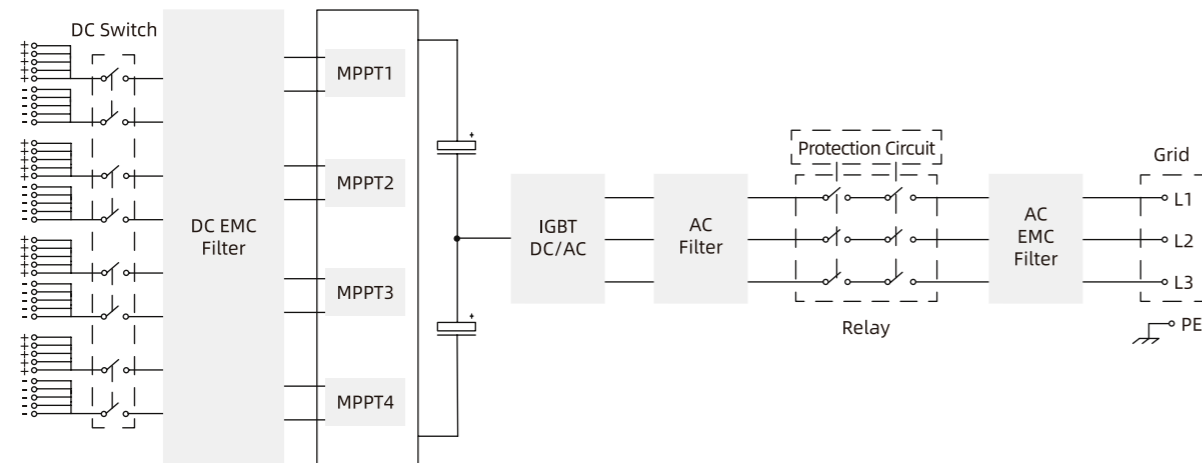 DC Switch
+
+
+
+
+
-
-
-
-
-
+
+
+
+
+
-
-
-
-
-
+
+
+
+
+
-
-
-
-
-
+
+
+
+
+
-
-
-
-
-
DC EMC
Filter
MPPT1
MPPT2
MPPT3
MPPT4
+
+
IGBT
DC/AC
AC
Filter
Protection Circuit
Relay
AC
EMC
Filter
Grid
L1
L2
L3
PE